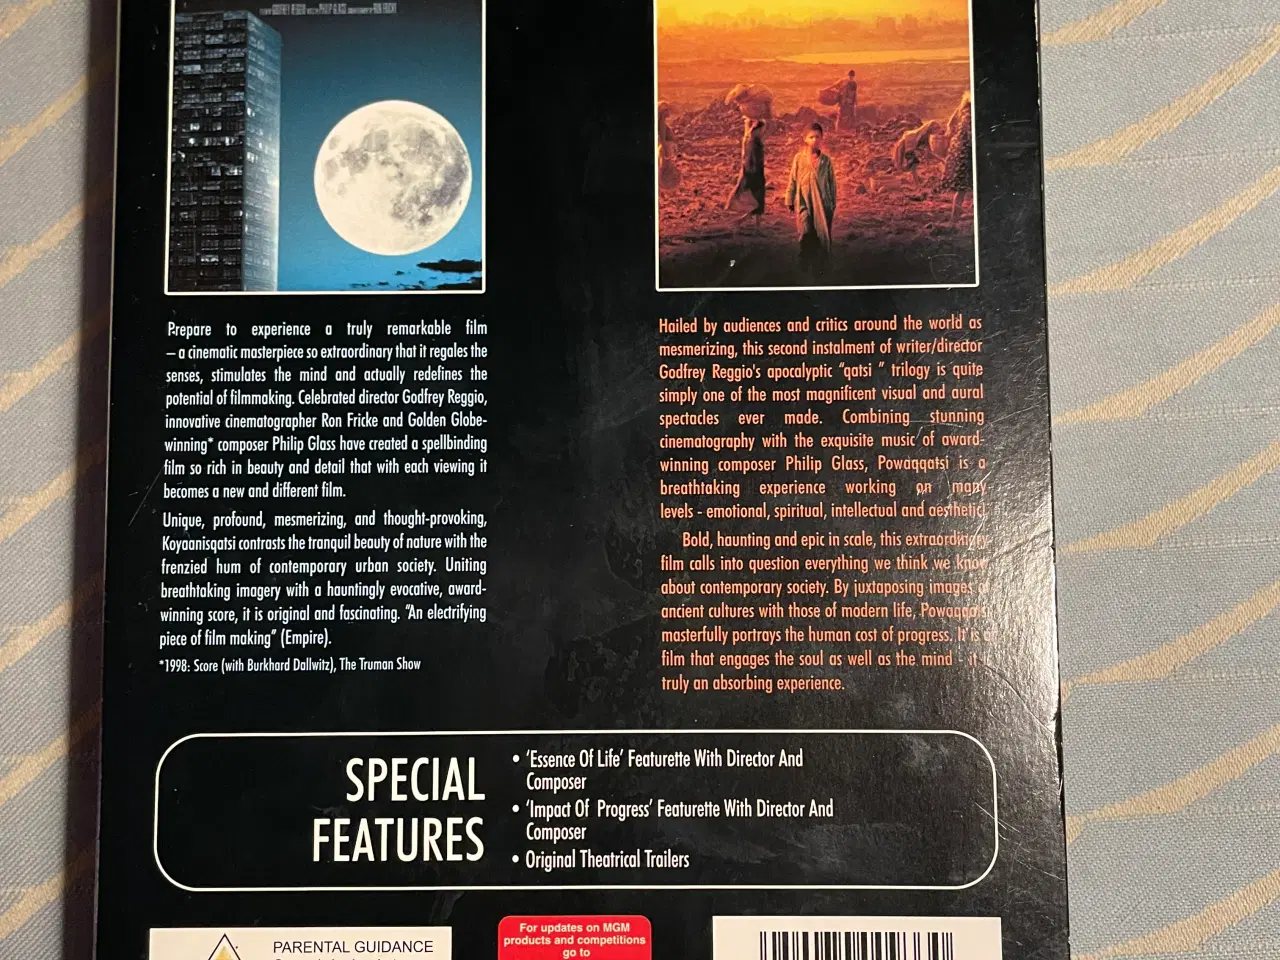 Prepare to experience a truly remarkable film
– a cinematic masterpiece so extraordinary that it regales the
senses, stimulates the mind and actually redefines the
potential of filmmaking. Celebrated director Godfrey Reggio,
innovative cinematographer Ron Fricke and Golden Globe-
winning* composer Philip Glass have created a spellbinding
film so rich in beauty and detail that with each viewing it
becomes a new and different film.
Unique, profound, mesmerizing, and thought-provoking,
Koyaanisqatsi contrasts the tranquil beauty of nature with the
frenzied hum of contemporary urban society. Uniting
breathtaking imagery with a hauntingly evocative, award-
winning score, it is original and fascinating. "An electrifying
piece of film making" (Empire).
*1998: Score (with Burkhard Dallwitz), The Truman Show
Hailed by audiences and critics around the world as
mesmerizing, this second instalment of writer/director
Godfrey Reggio's apocalyptic "qatsi " trilogy is quite
simply one of the most magnificent visual and aural
spectacles ever made. Combining stunning
cinematography with the exquisite music of award-
winning composer Philip Glass, Powaqqatsi is a
breathtaking experience working on many
levels - emotional, spiritual, intellectual and aesthetic.
Bold, haunting and epic in scale, this extraordinary
film calls into question everything we think we know
about contemporary society. By juxtaposing images of
ancient cultures with those of modern life, Powaqqatsi
masterfully portrays the human cost of progress. It is a
film that engages the soul as well as the mind - it is
truly an absorbing experience.
SPECIAL
FEATURES
• 'Essence Of Life' Featurette With Director And
Composer
• 'Impact Of Progress' Featurette With Director And
Composer
• Original Theatrical Trailers
PARENTAL GUIDANCE
For updates on MGM
products and competitions
go to